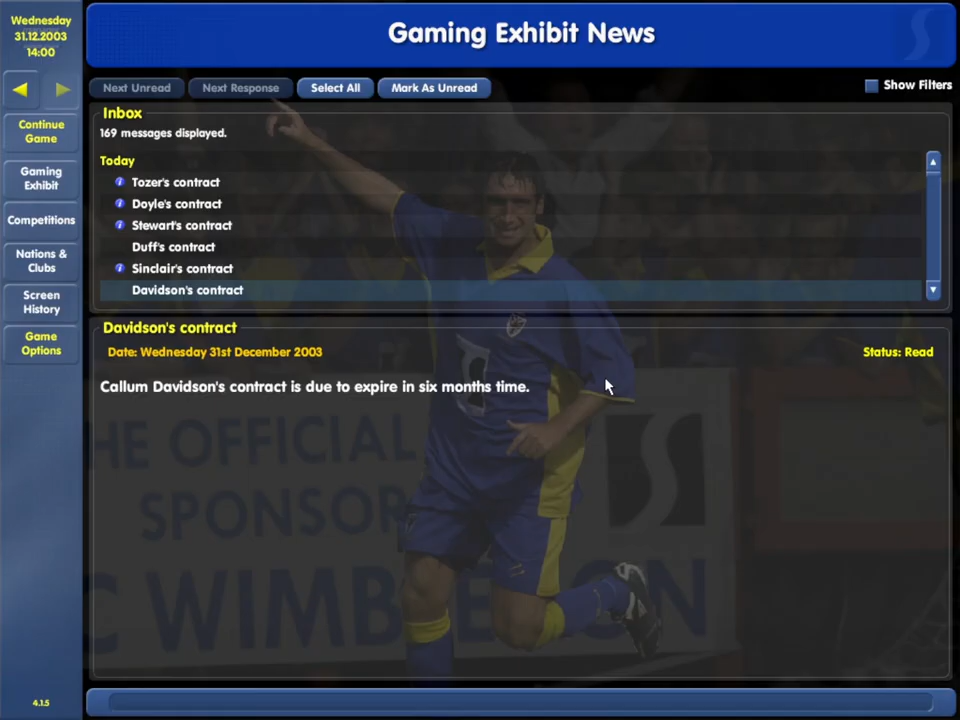 Wednesday
31.12.2003
14:00
Gaming Exhibit News
Next Unread
Next Response
Select All
Mark As Unread
Show Filters
Continue
Game
Gaming
Exhibit
Competitions
Nations &
Clubs
Screen
History
Game
Options
Inbox
169 messages displayed.
Today
Tozer's contract
Doyle's contract
Stewart's contract
Duff's contract
Sinclair's contract
Davidson's contract
Davidson's contract
Date: Wednesday 31st December 2003
Status: Read
Callum Davidson's contract is due to expire in six months time.
HE OFFICIAL
SPONSOR
C WIMB
ON
4.1.5